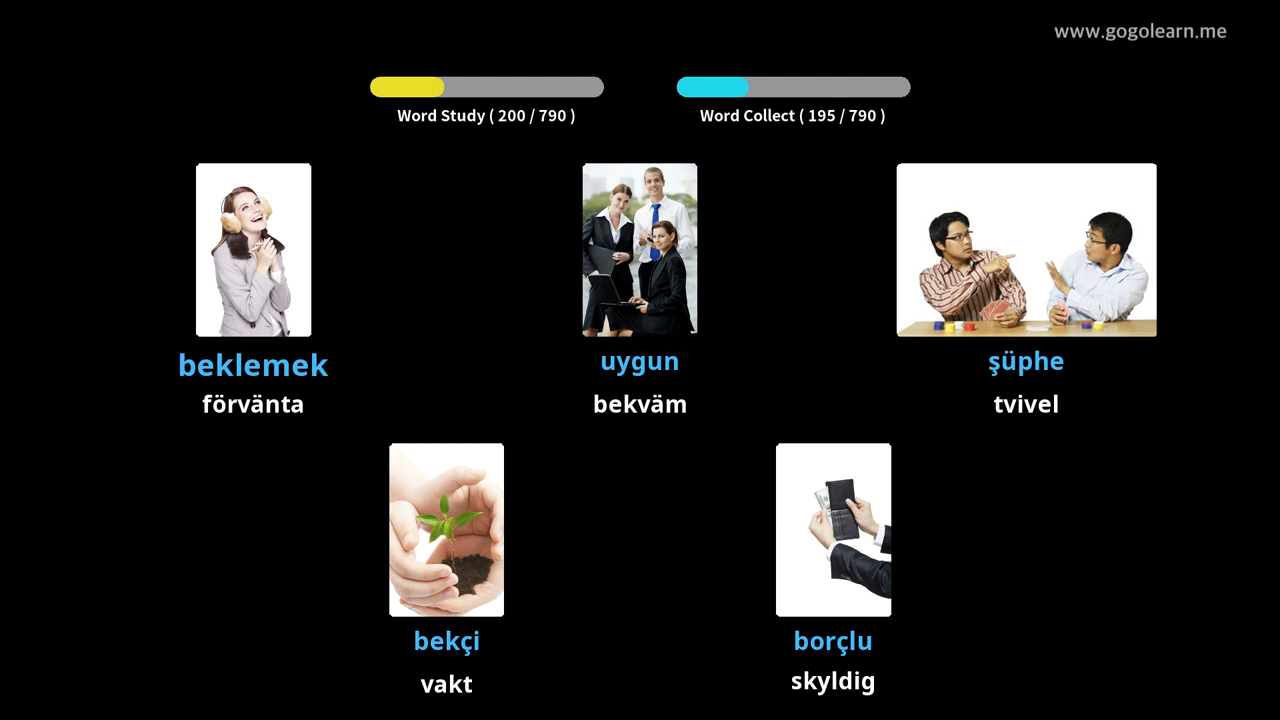 www.gogolearn.me
Word Study ( 200 / 790 )
Word Collect ( 195 / 790 )
beklemek
förvänta
uygun
bekväm
şüphe
tvivel
bekçi
vakt
borçlu
skyldig